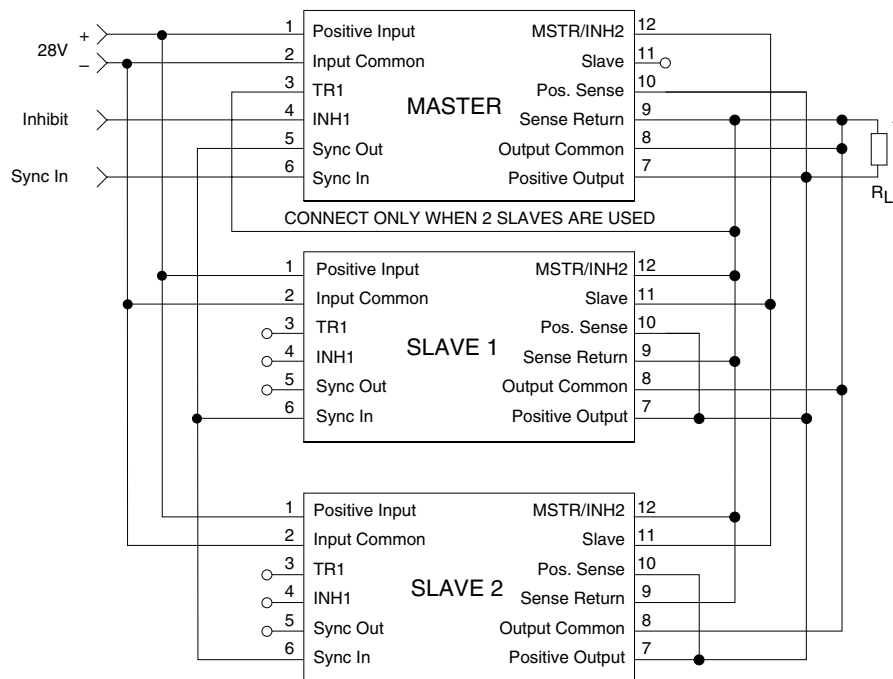 28V
+
–
Inhibit
Sync In
1 Positive Input MSTR/INH2 12
2 Input Common Slave 11
3 TR1 Pos. Sense 10
MASTER
4 INH1 Sense Return 9
5 Sync Out Output Common 8
6 Sync In Positive Output 7
RL
CONNECT ONLY WHEN 2 SLAVES ARE USED
1 Positive Input MSTR/INH2 12
2 Input Common Slave 11
3 TR1 Pos. Sense 10
SLAVE 1
4 INH1 Sense Return 9
5 Sync Out Output Common 8
6 Sync In Positive Output 7
1 Positive Input MSTR/INH2 12
2 Input Common Slave 11
3 TR1 Pos. Sense 10
SLAVE 2
4 INH1 Sense Return 9
5 Sync Out Output Common 8
6 Sync In Positive Output 7